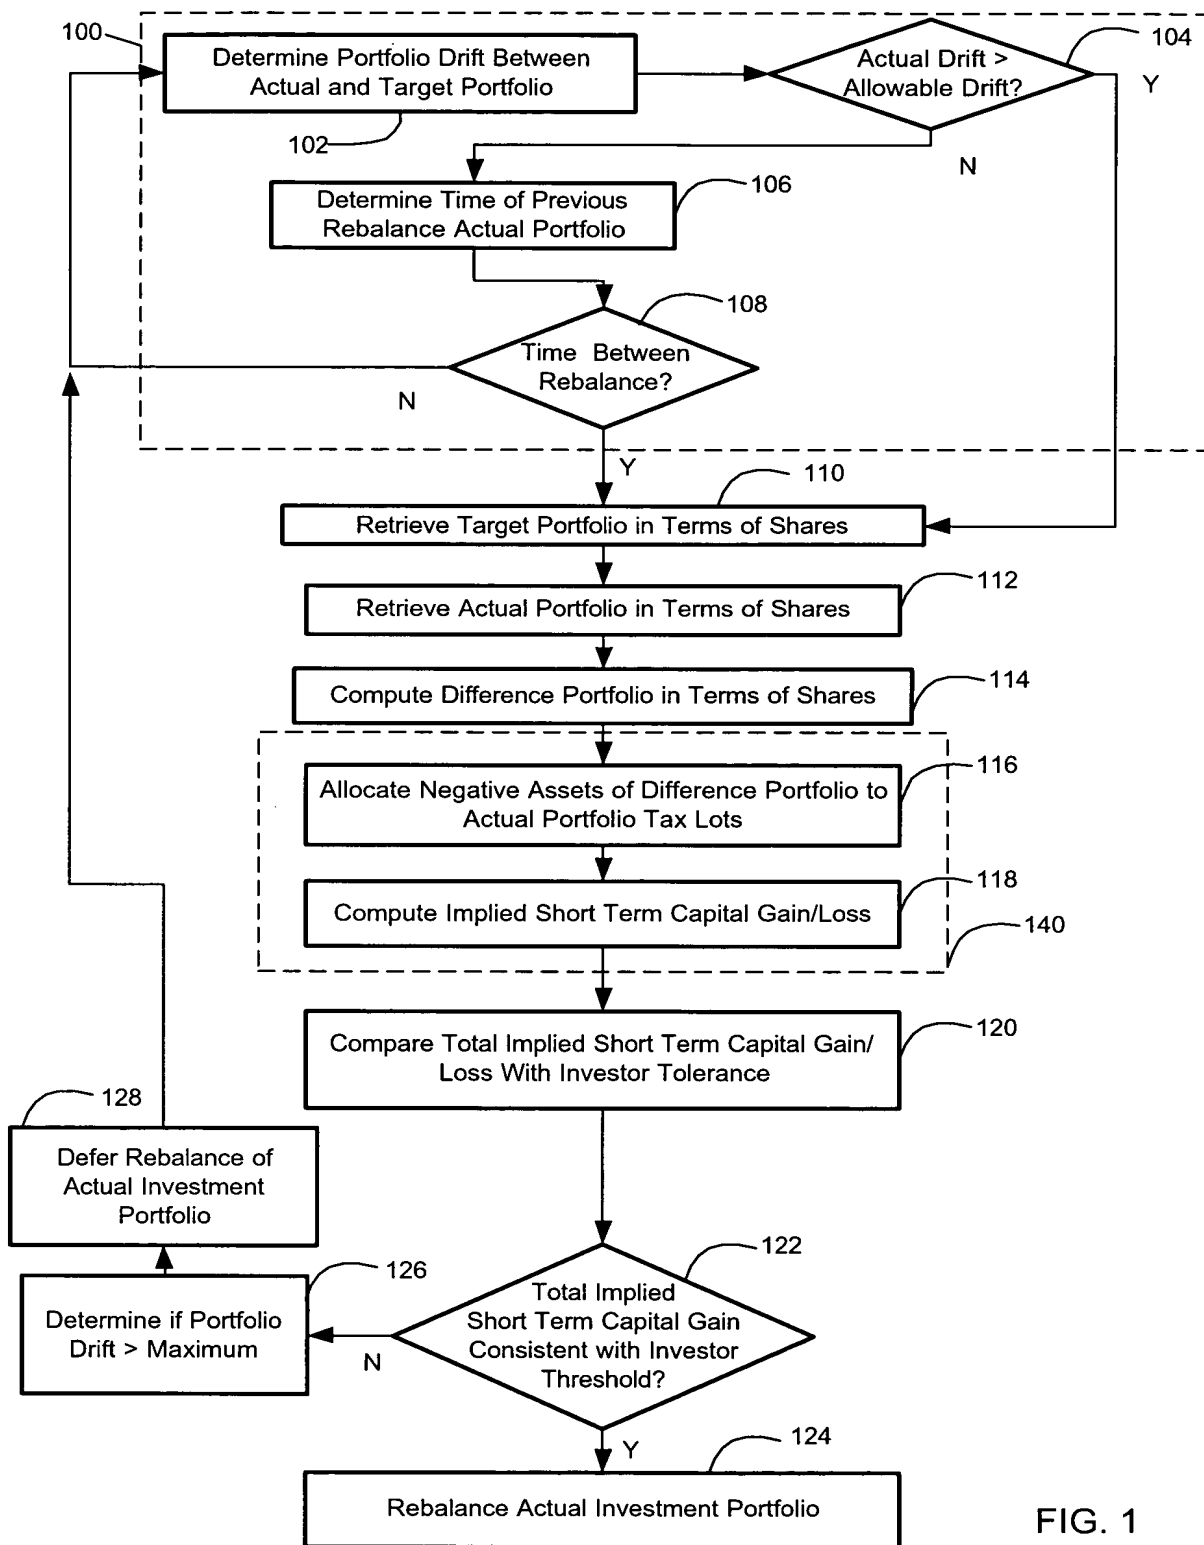 100
Determine Portfolio Drift Between
Actual and Target Portfolio
102
Actual Drift >
Allowable Drift?
104
Y
N
Determine Time of Previous
Rebalance Actual Portfolio
106
108
Time Between
Rebalance?
N
Y
110
Retrieve Target Portfolio in Terms of Shares
112
Retrieve Actual Portfolio in Terms of Shares
114
Compute Difference Portfolio in Terms of Shares
116
Allocate Negative Assets of Difference Portfolio to
Actual Portfolio Tax Lots
118
Compute Implied Short Term Capital Gain/Loss
140
120
Compare Total Implied Short Term Capital Gain/
Loss With Investor Tolerance
128
Defer Rebalance of
Actual Investment
Portfolio
122
Total Implied
Short Term Capital Gain
Consistent with Investor
Threshold?
126
Determine if Portfolio
Drift > Maximum
N
Y
124
Rebalance Actual Investment Portfolio
FIG. 1